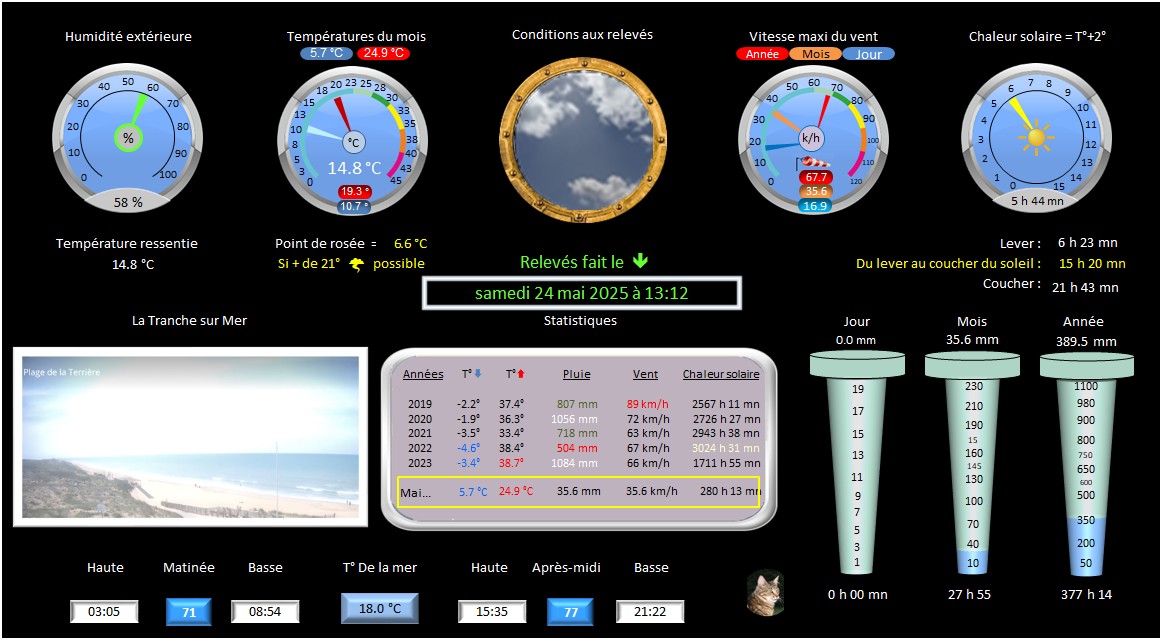 Humidité extérieure
Températures du mois
Conditions aux relevés
Vitesse maxi du vent
Chaleur solaire = T°+2°
5.7 °C 24.9 °C
Année Mois Jour
0 10 20 30 40 50 60 70 80 90 100
%
58 %
0 3 5 8 10 13 15 18 20 23 25 28 30 33 35 38 40 43 45
°C
14.8 °C
19.3 °
10.7 °
0 10 20 30 40 50 60 70 80 90 100 110 120
k/h
67.7
35.6
16.9
0 1 2 3 4 5 6 7 8 9 10 11 12 13 14 15
5 h 44 mn
Température ressentie
14.8 °C
Point de rosée = 6.6 °C
Si + de 21° possible
Relevés fait le
samedi 24 mai 2025 à 13:12
Lever : 6 h 23 mn
Du lever au coucher du soleil : 15 h 20 mn
Coucher : 21 h 43 mn
La Tranche sur Mer
Plage de la Terrière
Statistiques
Années T° T° Pluie Vent Chaleur solaire
2019 -2.2° 37.4° 807 mm 89 km/h 2567 h 11 mn
2020 -1.9° 36.3° 1056 mm 72 km/h 2726 h 27 mn
2021 -3.5° 33.4° 718 mm 63 km/h 2943 h 38 mn
2022 -4.6° 38.4° 504 mm 67 km/h 3024 h 31 mn
2023 -3.4° 38.7° 1084 mm 66 km/h 1711 h 55 mn
Mai... 5.7 °C 24.9 °C 35.6 mm 35.6 km/h 280 h 13 mn
Jour
0.0 mm
19
17
15
13
11
9
7
5
3
1
0 h 00 mn
Mois
35.6 mm
230
210
190
15
160
145
130
100
70
40
10
27 h 55
Année
389.5 mm
1100
980
900
800
750
650
600
500
350
200
50
377 h 14
Haute Matinée Basse T° De la mer Haute Après-midi Basse
03:05 71 08:54 18.0 °C 15:35 77 21:22